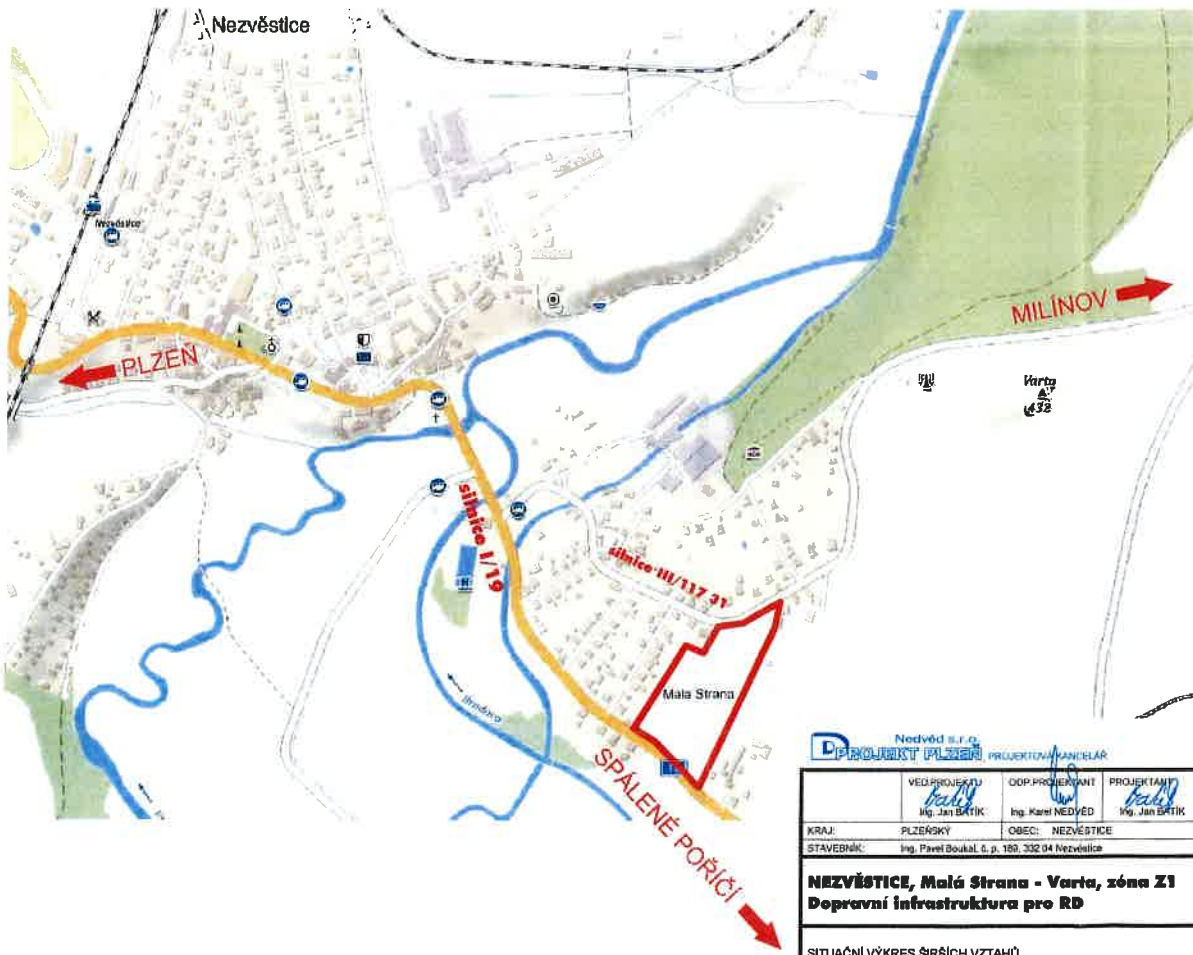 Nezvěstice
Nezvěstice
PLZEŇ
MILÍNOV
Varta
432
silnice I/19
silnice III/117 31
Malá Strana
Bradava
SPÁLENÉ POŘÍČÍ
Nedvěd s.r.o.
D PROJEKT PLZEŇ PROJEKTOVÁ KANCELÁŘ
VED.PROJEKTU ODP.PROJEKTANT PROJEKTANT
Ing. Jan BATÍK Ing. Karel NEDVĚD Ing. Jan BATÍK
KRAJ: PLZEŇSKÝ OBEC: NEZVĚSTICE
STAVEBNÍK: Ing. Pavel Boukal, č. p. 189, 332 04 Nezvěstice
NEZVĚSTICE, Malá Strana - Varta, zóna Z1
Dopravní infrastruktura pro RD
SITUAČNÍ VÝKRES ŠIRŠÍCH VZTAHŮ